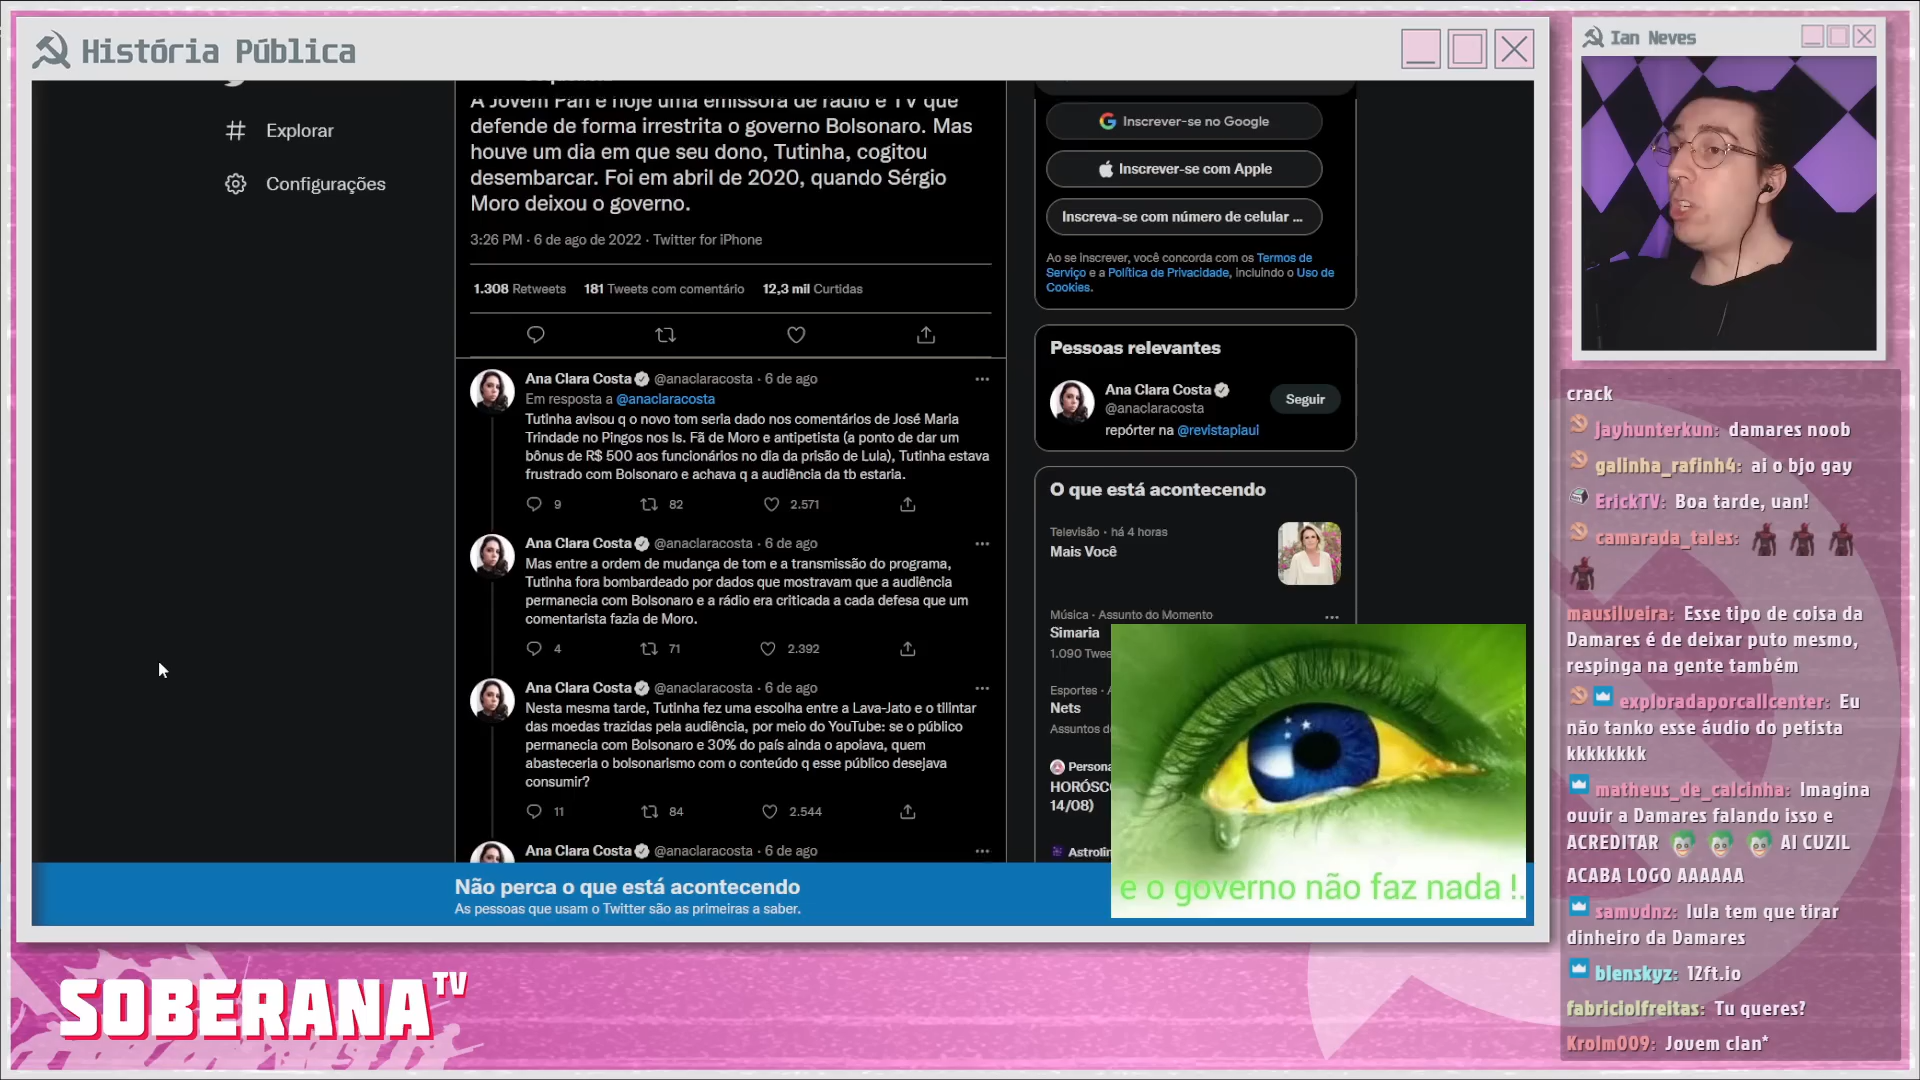 História Pública
Explorar
Configurações
A Jovem Pan é hoje uma emissora de rádio e TV que
defende de forma irrestrita o governo Bolsonaro. Mas
houve um dia em que seu dono, Tutinha, cogitou
desembarcar. Foi em abril de 2020, quando Sérgio
Moro deixou o governo.
3:26 PM · 6 de ago de 2022 · Twitter for iPhone
1.308 Retweets 181 Tweets com comentário 12,3 mil Curtidas
Ana Clara Costa @anaclaracosta · 6 de ago
Em resposta a @anaclaracosta
Tutinha avisou q o novo tom seria dado nos comentários de José Maria
Trindade no Pingos nos Is. Fã de Moro e antipetista (a ponto de dar um
bônus de R$ 500 aos funcionários no dia da prisão de Lula), Tutinha estava
frustrado com Bolsonaro e achava q a audiência da tb estaria.
9 82 2.571
Ana Clara Costa @anaclaracosta · 6 de ago
Mas entre a ordem de mudança de tom e a transmissão do programa,
Tutinha fora bombardeado por dados que mostravam que a audiência
permanecia com Bolsonaro e a rádio era criticada a cada defesa que um
comentarista fazia de Moro.
4 71 2.392
Ana Clara Costa @anaclaracosta · 6 de ago
Nesta mesma tarde, Tutinha fez uma escolha entre a Lava-Jato e o tilintar
das moedas trazidas pela audiência, por meio do YouTube: se o público
permanecia com Bolsonaro e 30% do país ainda o apoiava, quem
abasteceria o bolsonarismo com o conteúdo q esse público desejava
consumir?
11 84 2.544
Ana Clara Costa @anaclaracosta · 6 de ago
Inscrever-se no Google
Inscrever-se com Apple
Inscreva-se com número de celular ...
Ao se inscrever, você concorda com os Termos de
Serviço e a Política de Privacidade, incluindo o Uso de
Cookies.
Pessoas relevantes
Ana Clara Costa
@anaclaracosta
repórter na @revistapiaui
Seguir
O que está acontecendo
Televisão · há 4 horas
Mais Você
Música · Assunto do Momento
Simaria
1.090 Twee
Esportes · A
Nets
Assuntos d
Persona
HORÓSC
14/08)
Astrolin
e o governo não faz nada !.
Não perca o que está acontecendo
As pessoas que usam o Twitter são as primeiras a saber.
SOBERANA TV
Ian Neves
crack
jayhunterkun: damares noob
galinha_rafinh4: ai o bjo gay
ErickTV: Boa tarde, uan!
camarada_tales:
mausilveira: Esse tipo de coisa da
Damares é de deixar puto mesmo,
respinga na gente também
exploradaporcallcenter: Eu
não tanko esse áudio do petista
kkkkkkkk
matheus_de_calcinha: Imagina
ouvir a Damares falando isso e
ACREDITAR AI CUZIL
ACABA LOGO AAAAAA
samvdnz: lula tem que tirar
dinheiro da Damares
blenskyz: 12ft.io
fabriciolfreitas: Tu queres?
Krolm009: Jovem clan*